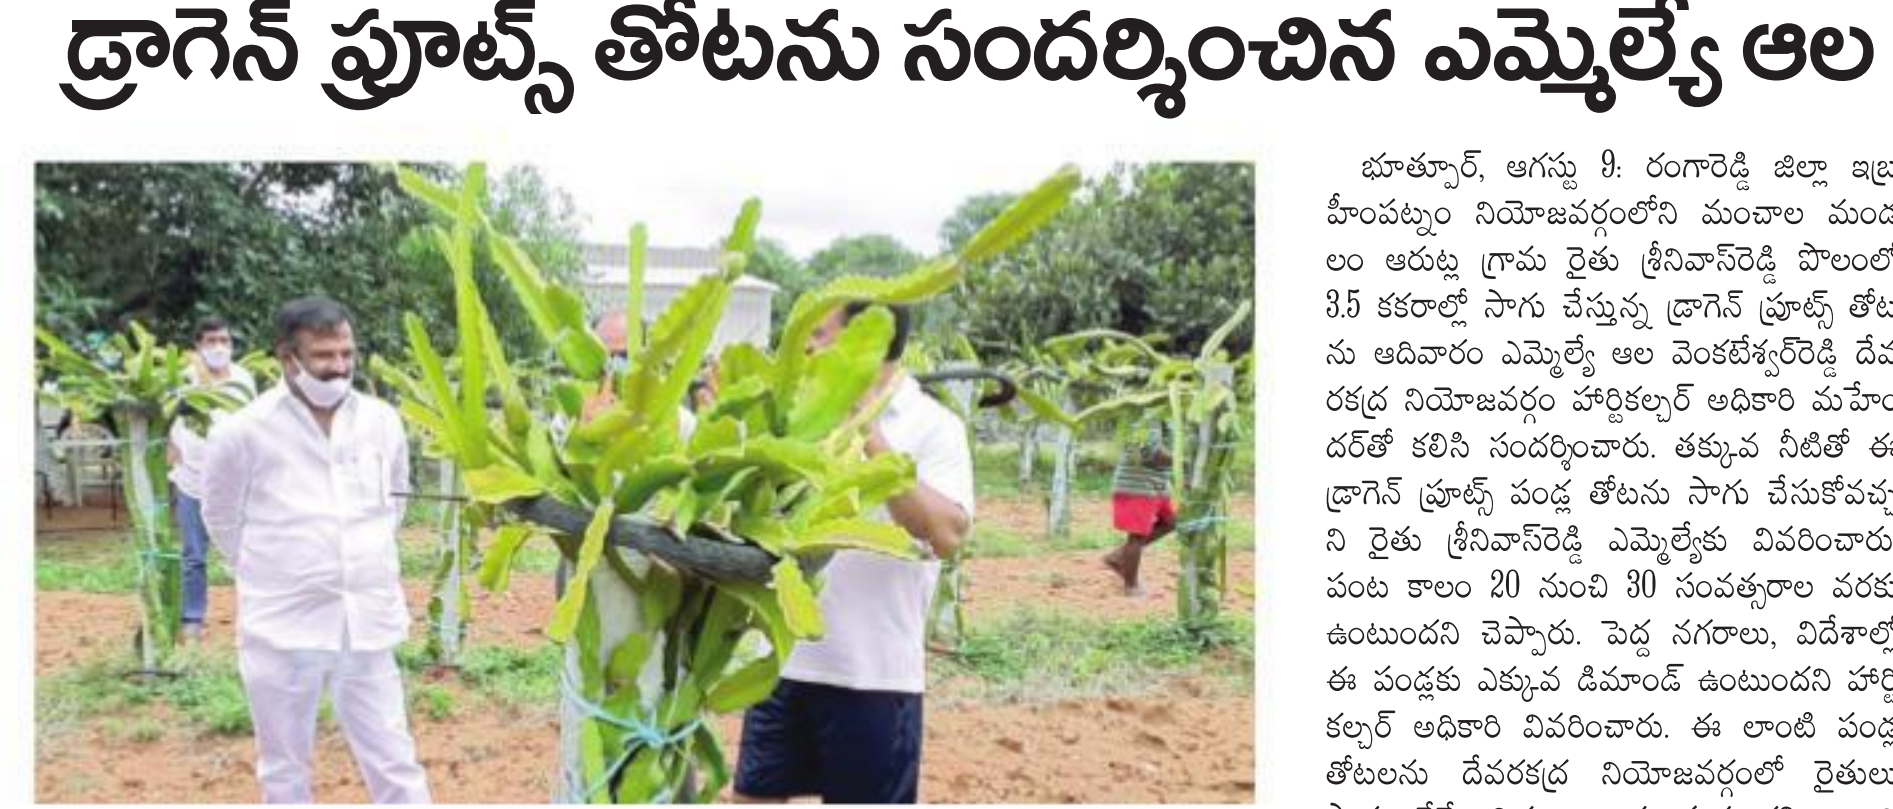 డ్రాగెన్ ఫ్రూట్స్ తోటను సందర్శించిన ఎమ్మెల్యే ఆల
భూత్పూర్, ఆగస్టు 9: రంగారెడ్డి జిల్లా ఇబ్ర
హీంపట్నం నియోజవర్గంలోని మంచాల మండ
లం ఆరుట్ల గ్రామ రైతు శ్రీనివాస్‌రెడ్డి పొలంలో
3.5 కకరాల్లో సాగు చేస్తున్న డ్రాగెన్ ప్రూట్స్ తోట
ను ఆదివారం ఎమ్మెల్యే ఆల వెంకటేశ్వర్‌రెడ్డి దేవ
రకద్ర నియోజవర్గం హార్టికల్చర్ అధికారి మహేం
దర్‌తో కలిసి సందర్శించారు. తక్కువ నీటితో ఈ
డ్రాగెన్ ప్రూట్స్ పండ్ల తోటను సాగు చేసుకోవచ్చ
ని రైతు శ్రీనివాస్‌రెడ్డి ఎమ్మెల్యేకు వివరించారు.
పంట కాలం 20 నుంచి 30 సంవత్సరాల వరకు
ఉంటుందని చెప్పారు. పెద్ద నగరాలు, విదేశాల్లో
ఈ పండ్లకు ఎక్కువ డిమాండ్ ఉంటుందని హార్టి
కల్చర్ అధికారి వివరించారు. ఈ లాంటి పండ్ల
తోటలను దేవరకద్ర నియోజవర్గంలో రైతులు